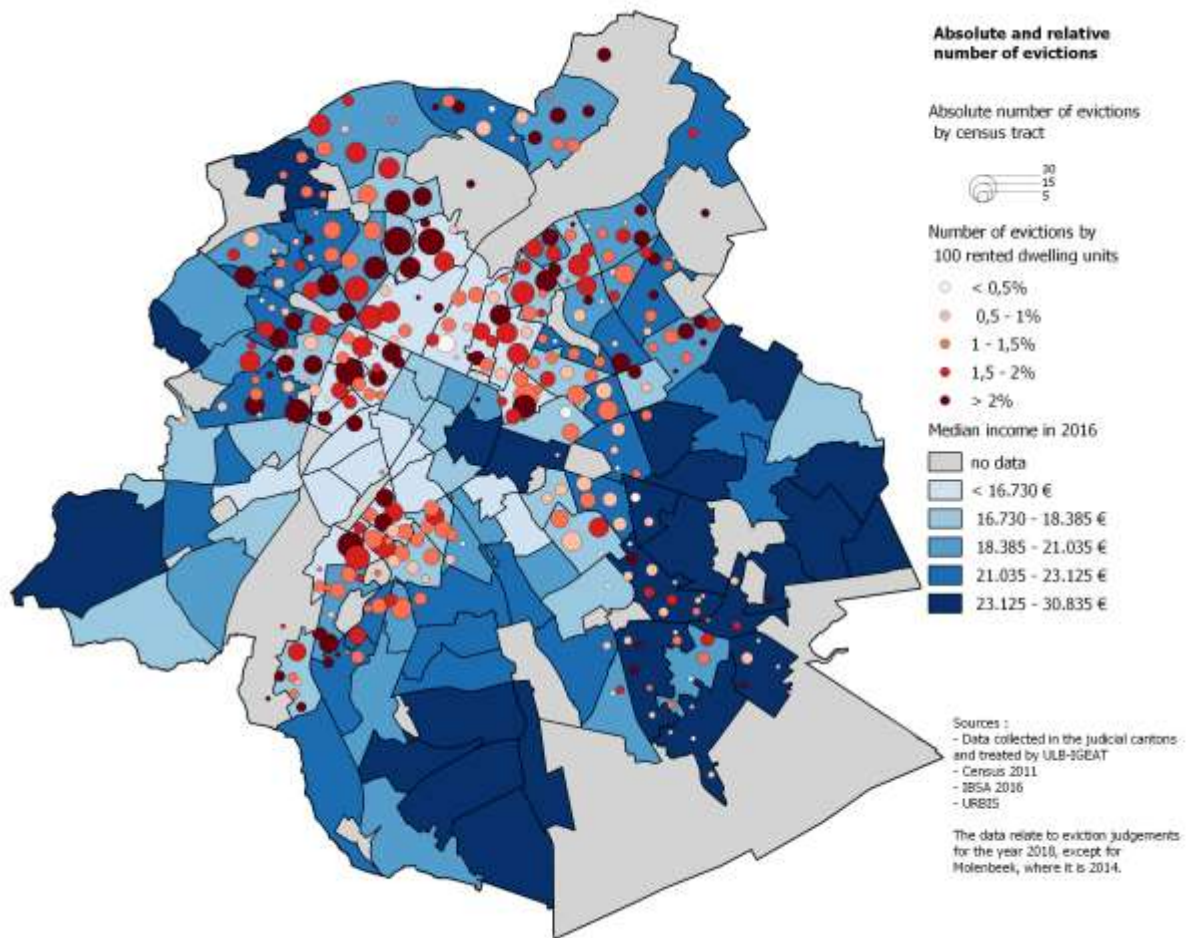 Absolute and relative
number of evictions
Absolute number of evictions
by census tract
30
15
5
Number of evictions by
100 rented dwelling units
< 0,5%
0,5 - 1%
1 - 1,5%
1,5 - 2%
> 2%
Median income in 2016
no data
< 16.730 €
16.730 - 18.385 €
18.385 - 21.035 €
21.035 - 23.125 €
23.125 - 30.835 €
Sources :
- Data collected in the judicial cantons
and treated by ULB-IGEAT
- Census 2011
- IBSA 2016
- URBIS
The data relate to eviction judgements
for the year 2018, except for
Molenbeek, where it is 2014.